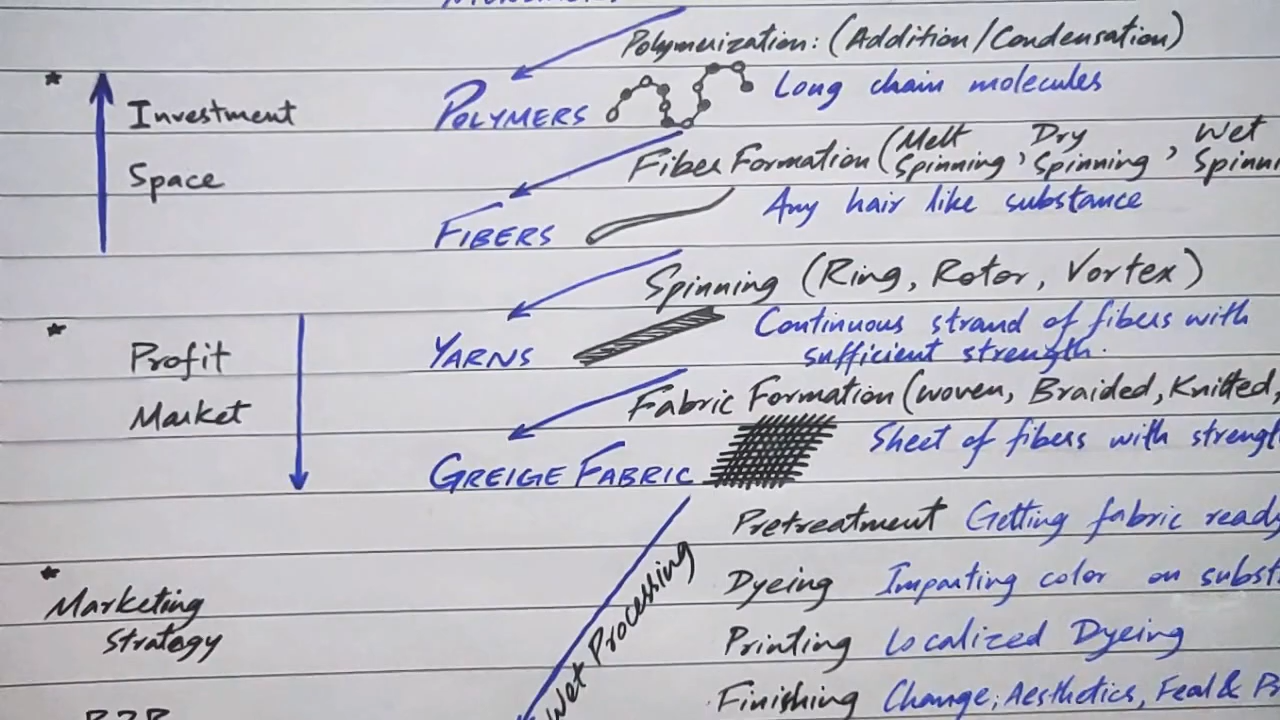 Polymerization: (Addition/Condensation)
* Investment Space
POLYMERS
Long chain molecules
Fiber Formation (Melt Spinning, Dry Spinning, Wet
FIBERS
Any hair like substance
Spinning (Ring, Rotor, Vortex)
* Profit Market
YARNS
Continuous strand of fibers with
sufficient strength.
Fabric Formation (woven, Braided, Knitted,
GREIGE FABRIC
Sheet of fibers with
Wet Processing
Pretreatment Getting fabric
* Marketing
Strategy
Dyeing Imparting color on
Printing Localized Dyeing
Finishing Change; Aesthetics, Feal &